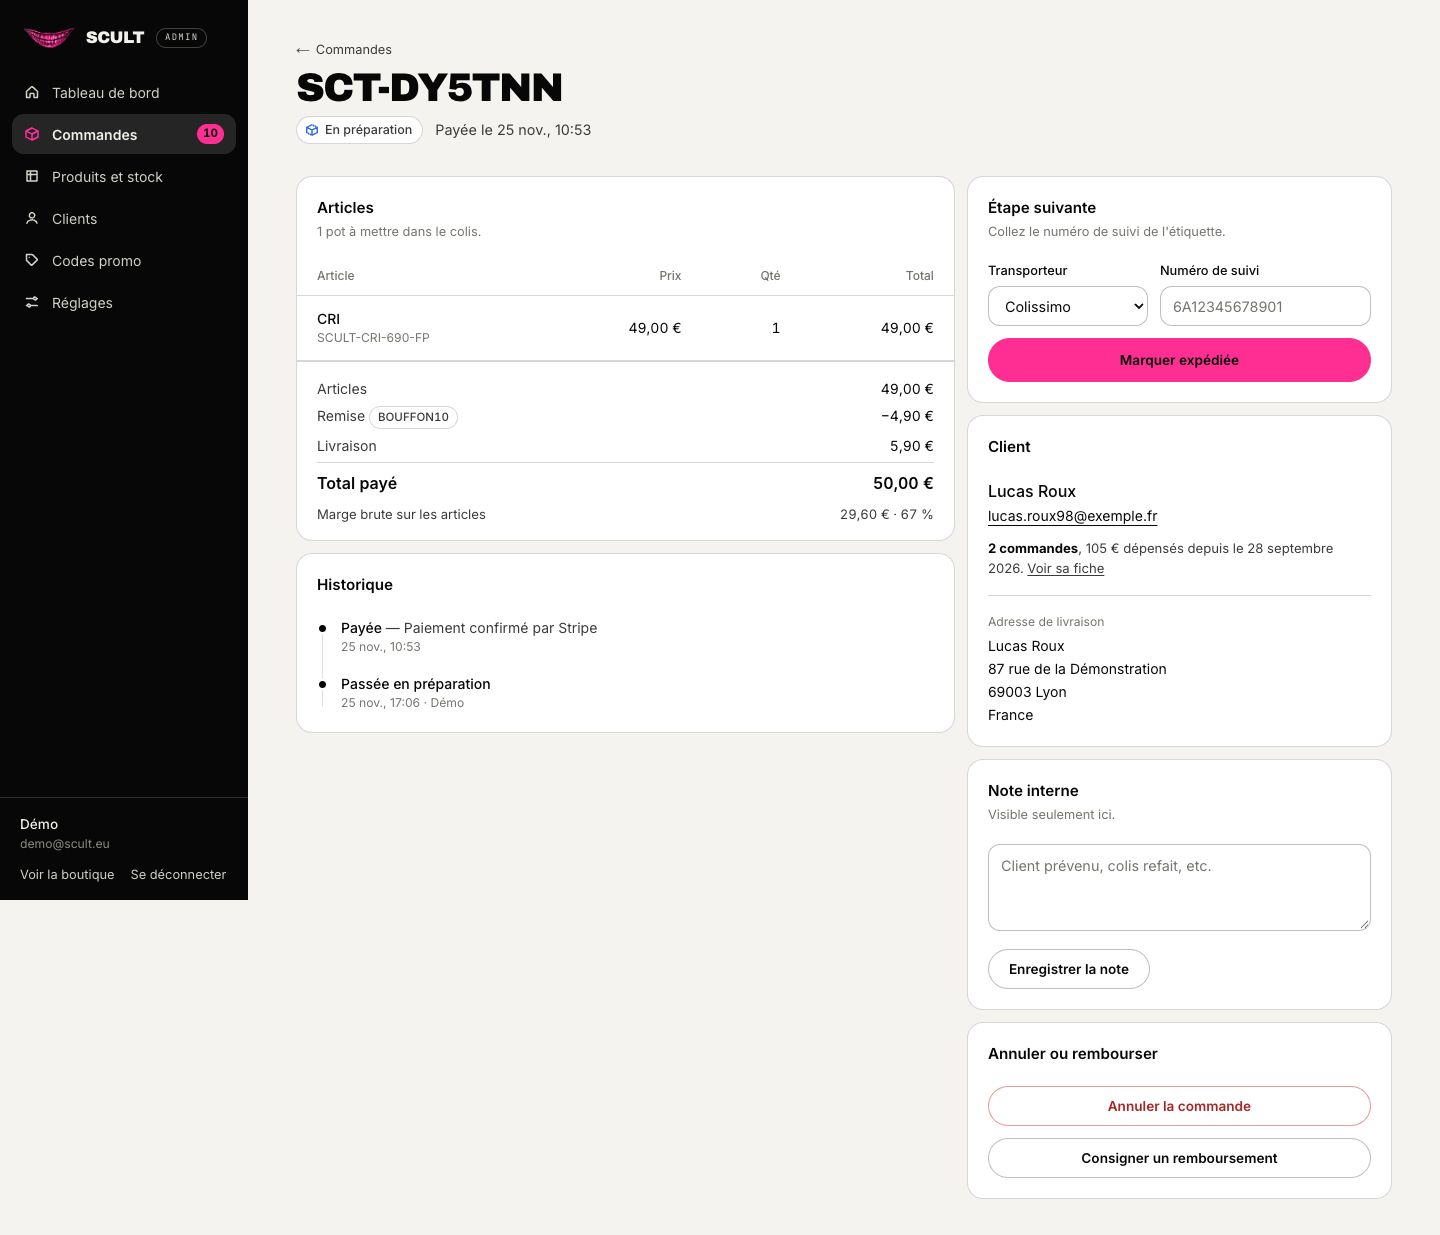 SCULT ADMIN
Tableau de bord
Commandes 10
Produits et stock
Clients
Codes promo
Réglages
Démo
demo@scult.eu
Voir la boutique Se déconnecter
← Commandes
SCT-DY5TNN
En préparation Payée le 25 nov., 10:53
Articles
1 pot à mettre dans le colis.
Article Prix Qté Total
CRI
SCULT-CRI-690-FP
49,00 € 1 49,00 €
Articles 49,00 €
Remise BOUFFON10 −4,90 €
Livraison 5,90 €
Total payé 50,00 €
Marge brute sur les articles 29,60 € · 67 %
Historique
Payée — Paiement confirmé par Stripe
25 nov., 10:53
Passée en préparation
25 nov., 17:06 · Démo
Étape suivante
Collez le numéro de suivi de l'étiquette.
Transporteur Numéro de suivi
Colissimo 6A12345678901
Marquer expédiée
Client
Lucas Roux
lucas.roux98@exemple.fr
2 commandes, 105 € dépensés depuis le 28 septembre
2026. Voir sa fiche
Adresse de livraison
Lucas Roux
87 rue de la Démonstration
69003 Lyon
France
Note interne
Visible seulement ici.
Client prévenu, colis refait, etc.
Enregistrer la note
Annuler ou rembourser
Annuler la commande
Consigner un remboursement